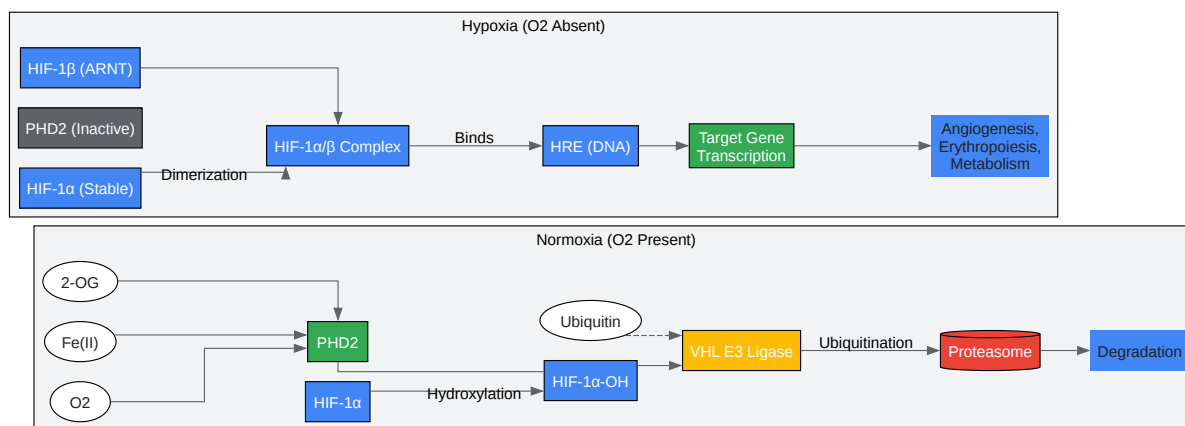 Hypoxia (O2 Absent)
HIF-1β (ARNT)
PHD2 (Inactive)
HIF-1α (Stable)
Dimerization
HIF-1α/β Complex
Binds
HRE (DNA)
Target Gene
Transcription
Angiogenesis,
Erythropoiesis,
Metabolism
Normoxia (O2 Present)
2-OG
Fe(II)
O2
PHD2
HIF-1α
Hydroxylation
Ubiquitin
HIF-1α-OH
VHL E3 Ligase
Ubiquitination
Proteasome
Degradation